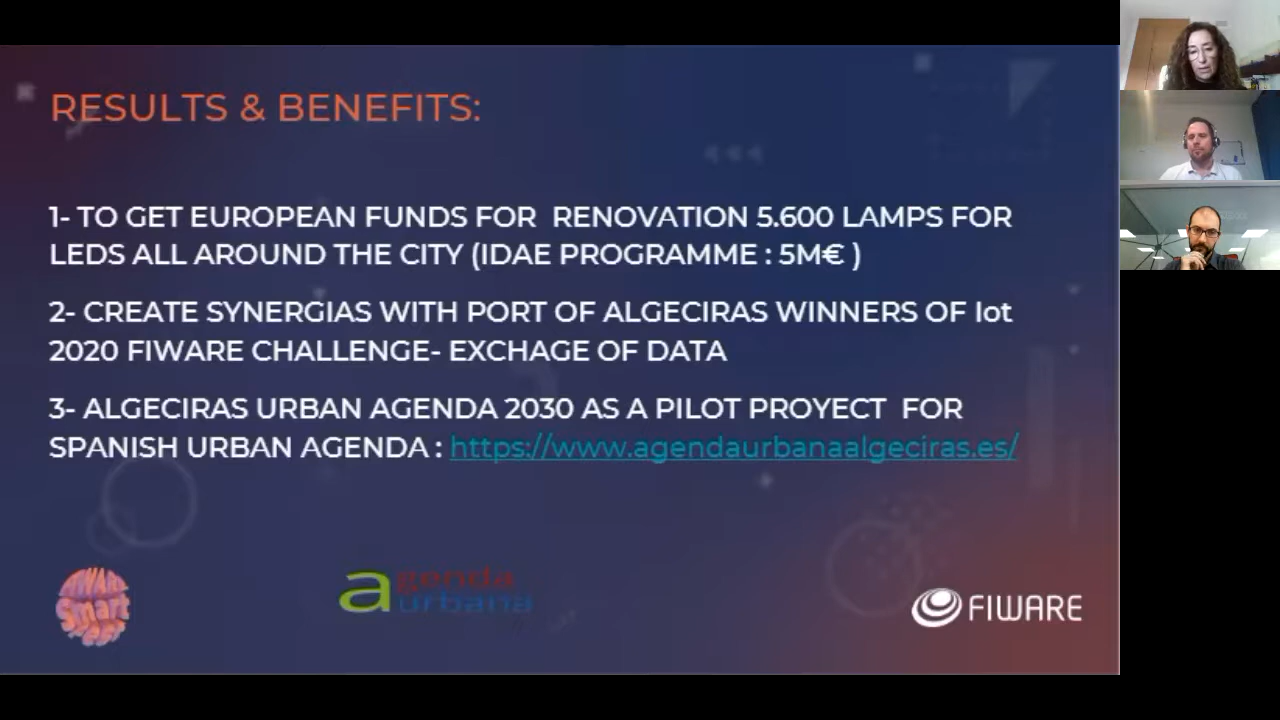 RESULTS & BENEFITS:
1- TO GET EUROPEAN FUNDS FOR RENOVATION 5.600 LAMPS FOR
LEDS ALL AROUND THE CITY (IDAE PROGRAMME : 5M€ )
2- CREATE SYNERGIAS WITH PORT OF ALGECIRAS WINNERS OF Iot
2020 FIWARE CHALLENGE- EXCHAGE OF DATA
3- ALGECIRAS URBAN AGENDA 2030 AS A PILOT PROYECT FOR
SPANISH URBAN AGENDA : https://www.agendaurbanaalgeciras.es/
Smart
agenda
urbana
FIWARE